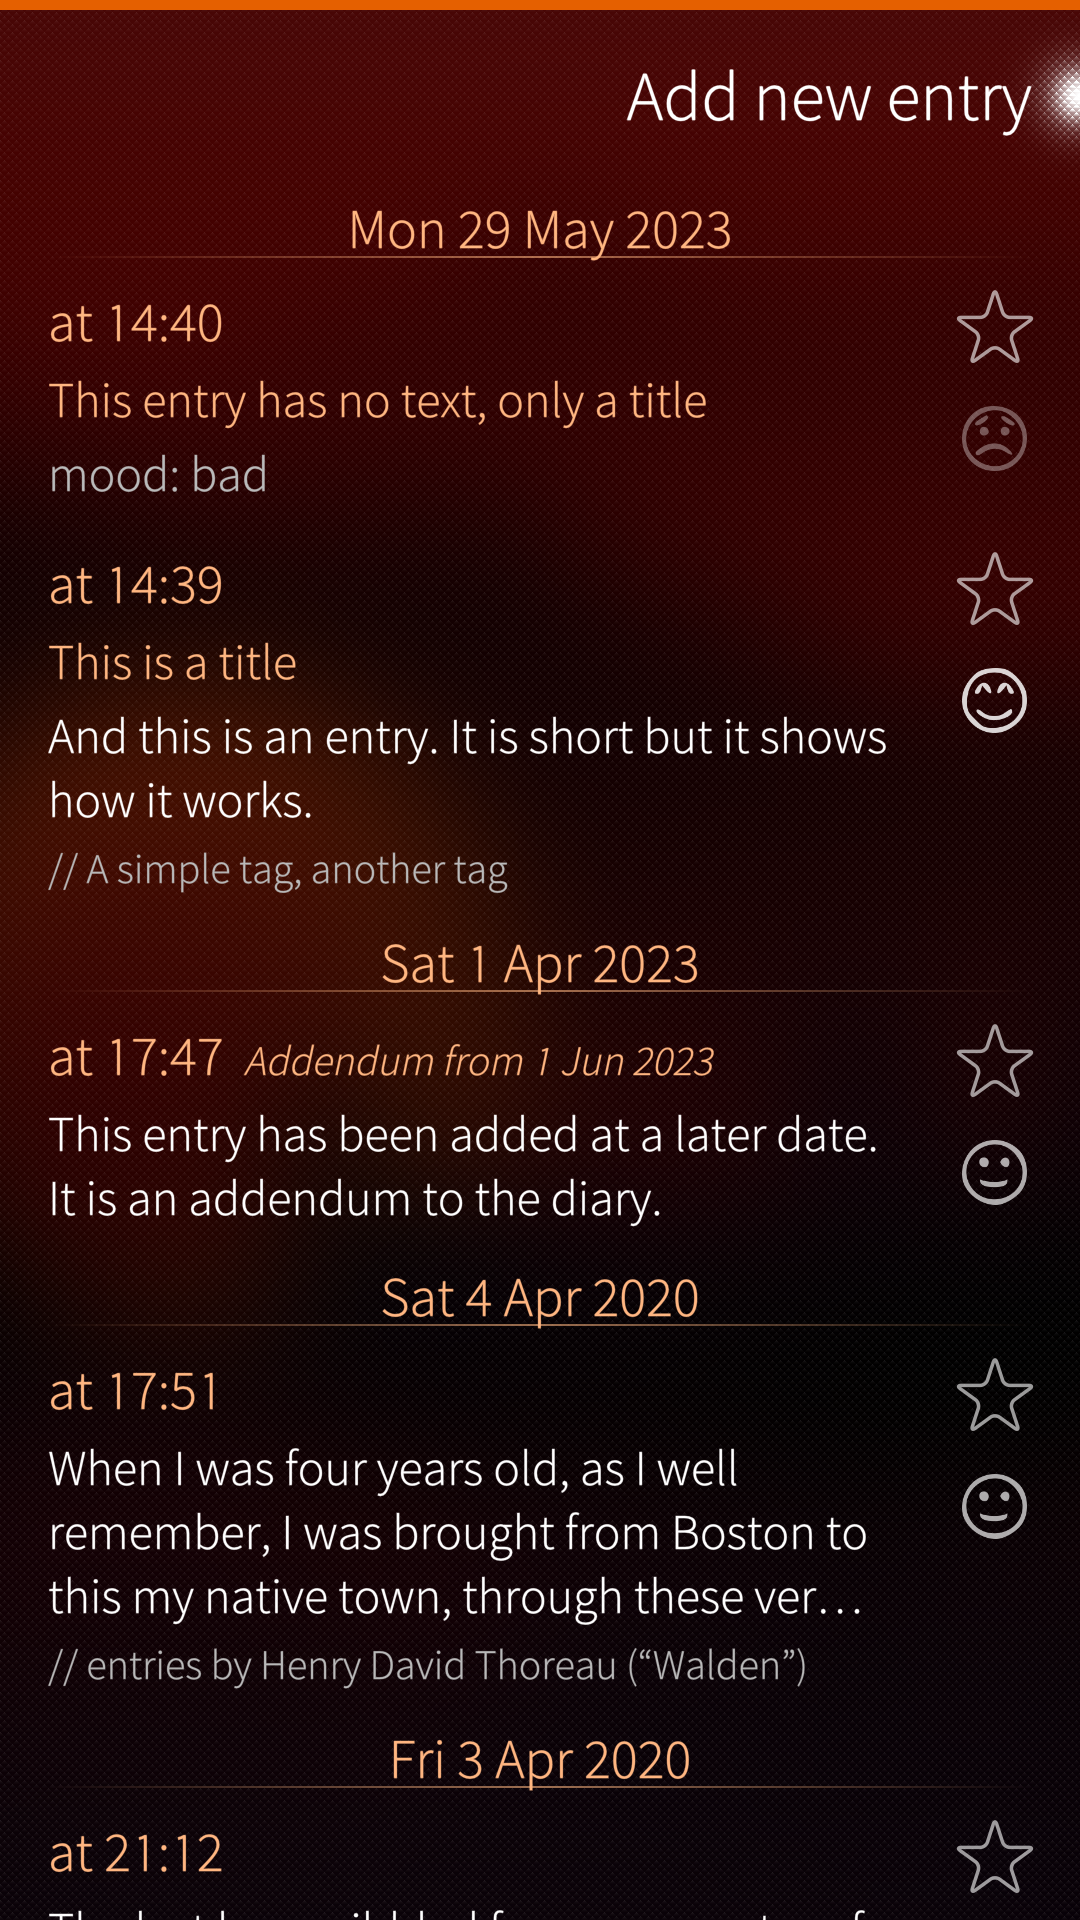 Add new entry
Mon 29 May 2023
at 14:40
This entry has no text, only a title
mood: bad
at 14:39
This is a title
And this is an entry. It is short but it shows
how it works.
// A simple tag, another tag
Sat 1 Apr 2023
at 17:47 Addendum from 1 Jun 2023
This entry has been added at a later date.
It is an addendum to the diary.
Sat 4 Apr 2020
at 17:51
When I was four years old, as I well
remember, I was brought from Boston to
this my native town, through these ver…
// entries by Henry David Thoreau (“Walden”)
Fri 3 Apr 2020
at 21:12